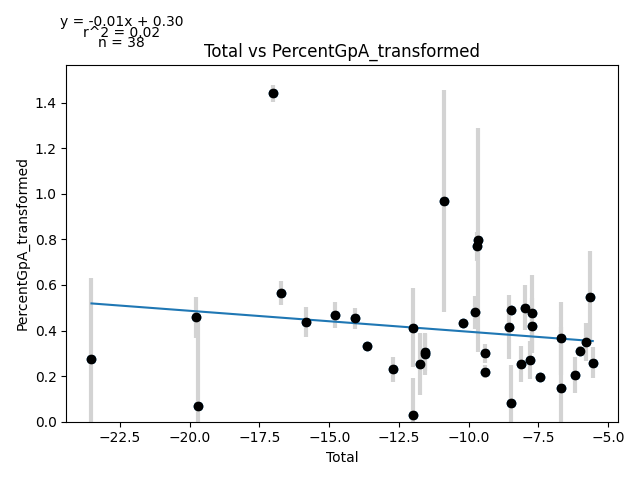 y = -0.01x + 0.30
r^2 = 0.02
n = 38
Total vs PercentGpA_transformed
PercentGpA_transformed
1.4
1.2
1.0
0.8
0.6
0.4
0.2
0.0
−22.5 −20.0 −17.5 −15.0 −12.5 −10.0 −7.5 −5.0
Total